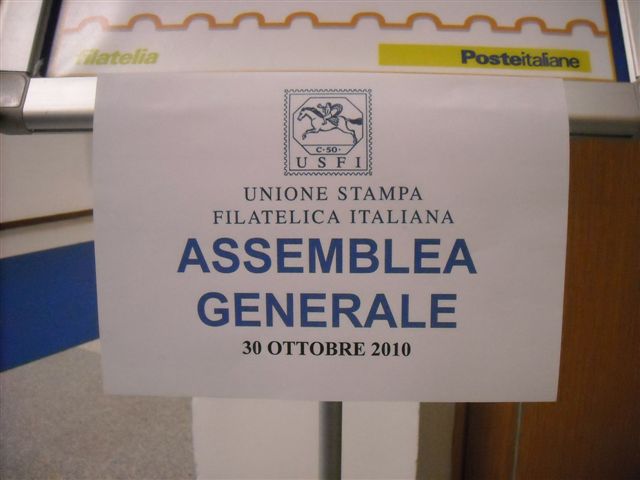 filatelia
Posteitaliane
C·50·
USFI
UNIONE STAMPA
FILATELICA ITALIANA
ASSEMBLEA
GENERALE
30 OTTOBRE 2010